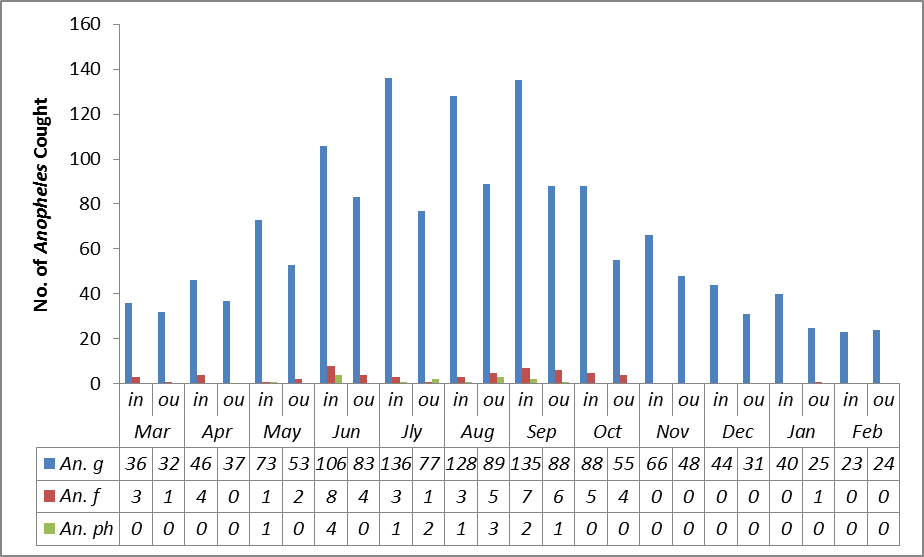 160
140
120
100
80
60
40
20
0
No. of Anopheles Cought
in ou in ou in ou in ou in ou in ou in ou in ou in ou in ou in ou in ou
Mar Apr May Jun Jly Aug Sep Oct Nov Dec Jan Feb
An. g 36 32 46 37 73 53 106 83 136 77 128 89 135 88 88 55 66 48 44 31 40 25 23 24
An. f 3 1 4 0 1 2 8 4 3 1 3 5 7 6 5 4 0 0 0 0 0 1 0 0
An. ph 0 0 0 0 1 0 4 0 1 2 1 3 2 1 0 0 0 0 0 0 0 0 0 0